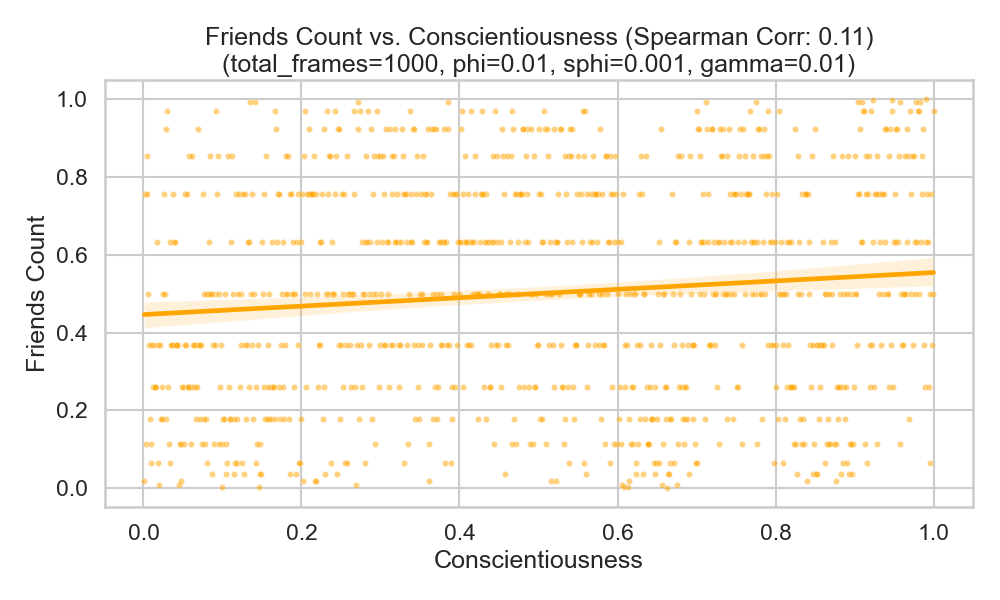 Friends Count vs. Conscientiousness (Spearman Corr: 0.11)
(total_frames=1000, phi=0.01, sphi=0.001, gamma=0.01)
1.0
0.8
0.6
0.4
0.2
0.0
Friends Count
0.0 0.2 0.4 0.6 0.8 1.0
Conscientiousness